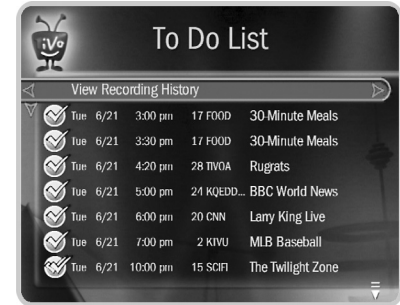 TiVo
To Do List
View Recording History
Tue 6/21 3:00 pm 17 FOOD 30-Minute Meals
Tue 6/21 3:30 pm 17 FOOD 30-Minute Meals
Tue 6/21 4:20 pm 28 TIVOA Rugrats
Tue 6/21 5:00 pm 24 KQEDD... BBC World News
Tue 6/21 6:00 pm 20 CNN Larry King Live
Tue 6/21 7:00 pm 2 KTVU MLB Baseball
Tue 6/21 10:00 pm 15 SCIFI The Twilight Zone